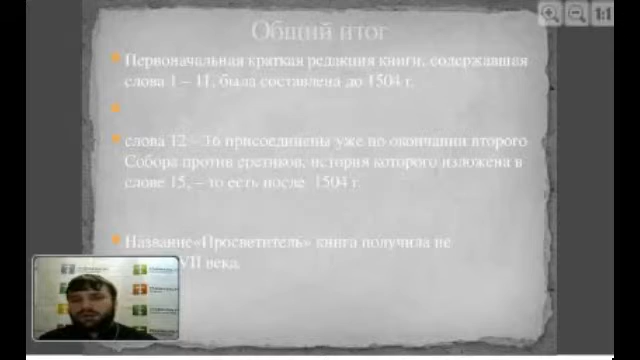 1:1
Общий итог
Первоначальная краткая редакция книги, содержавшая
слова 1 – 11, была составлена до 1504 г.
слова 12 – 16 присоединены уже по окончании второго
Собора против еретиков, история которого изложена в
слове 15, – то есть после 1504 г.
Название«Просветитель» книга получила не
VII века.